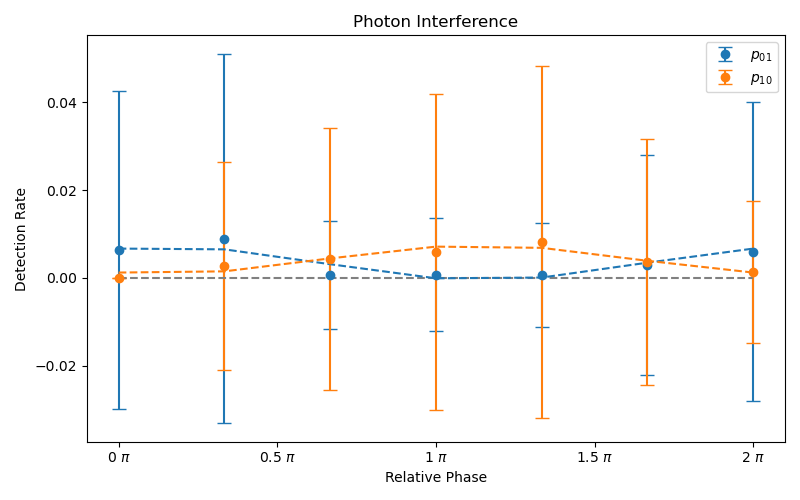 Photon Interference
p01
p10
Detection Rate
0.04
0.02
0.00
−0.02
0 π
0.5 π
1 π
1.5 π
2 π
Relative Phase